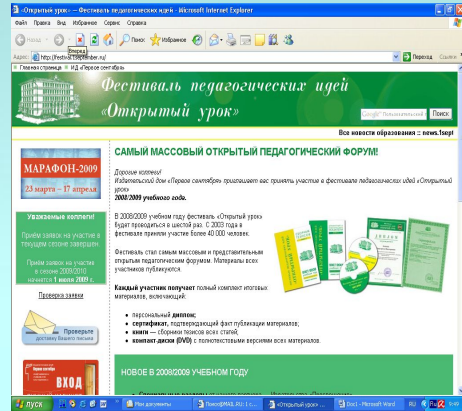 «Открытый урок» — Фестиваль педагогических идей - Microsoft Internet Explorer
Файл Правка Вид Избранное Сервис Справка
Назад Поиск Избранное
Вперед
Адрес: http://festival.1september.ru/ Переход Ссылки
Главная страница ИД «Первое сентября»
Фестиваль педагогических идей
«Открытый урок»
Поиск
Все новости образования :: news.1sept
МАРАФОН-2009
23 марта – 17 апреля
Уважаемые коллеги!
Приём заявок на участие в
текущем сезоне завершен.
Приём заявок на участие
в сезоне 2009/2010
начнется 1 июля 2009 г.
Проверка заявки
Проверьте
доставку Вашего письма
ВХОД
САМЫЙ МАССОВЫЙ ОТКРЫТЫЙ ПЕДАГОГИЧЕСКИЙ ФОРУМ!
Дорогие коллеги!
Издательский дом «Первое сентября» приглашает вас принять участие в фестивале педагогических идей «Открытый
урок»
2008/2009 учебного года.
В 2008/2009 учебном году фестиваль «Открытый урок»
будет проводиться в шестой раз. С 2003 года в
фестивале приняли участие более 40 000 человек.
Фестиваль стал самым массовым и представительным
открытым педагогическим форумом. Материалы всех
участников публикуются.
Каждый участник получает полный комплект итоговых
материалов, включающий:
персональный диплом;
сертификат, подтверждающий факт публикации материалов;
книги — сборники тезисов всех статей;
компакт-диски (DVD) с полнотекстовыми версиями всех материалов.
НОВОЕ В 2008/2009 УЧЕБНОМ ГОДУ
пуск Мои документы «Открытый урок» ... Doc1 - Microsoft Word RU 9:49